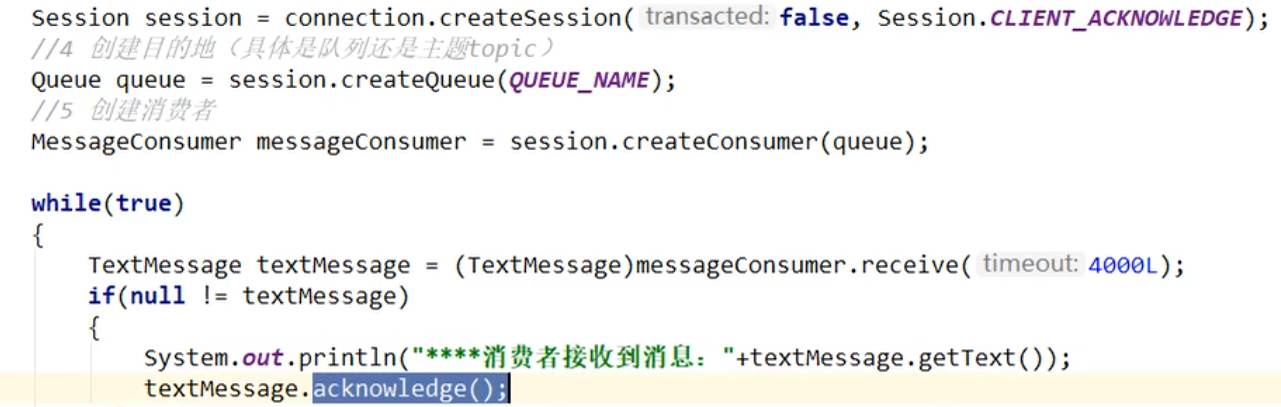 Session session = connection.createSession( transacted: false, Session.CLIENT_ACKNOWLEDGE);
//4 创建目的地（具体是队列还是主题topic）
Queue queue = session.createQueue(QUEUE_NAME);
//5 创建消费者
MessageConsumer messageConsumer = session.createConsumer(queue);
while(true)
{
TextMessage textMessage = (TextMessage)messageConsumer.receive( timeout: 4000L);
if(null != textMessage)
{
System.out.println("****消费者接收到消息："+textMessage.getText());
textMessage.acknowledge();